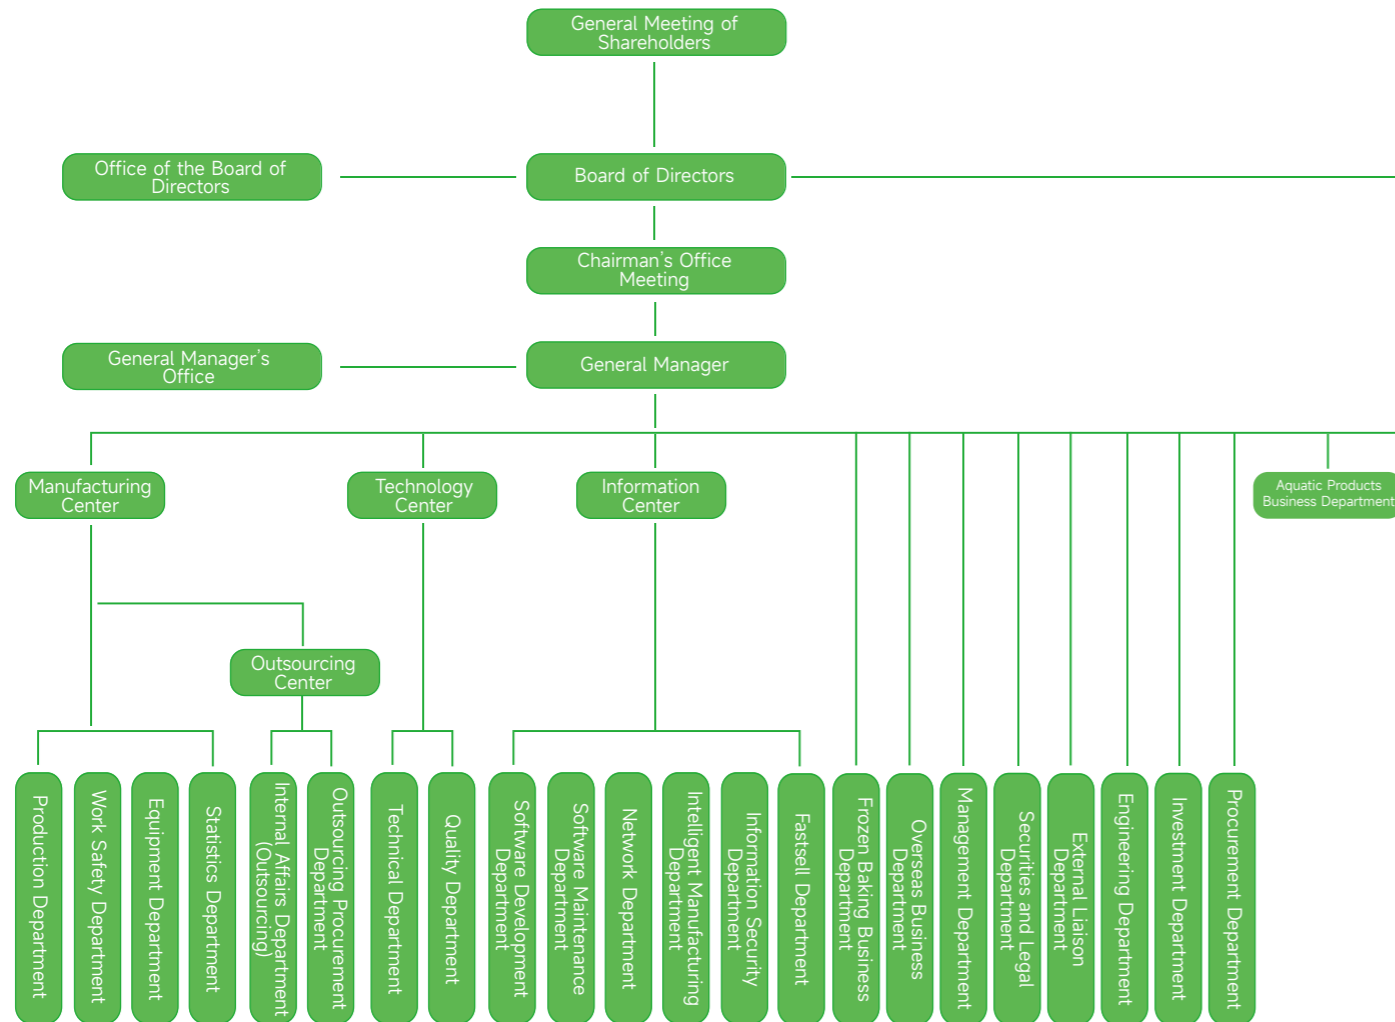 General Meeting of
Shareholders
Office of the Board of
Directors
Board of Directors
Chairman's Office
Meeting
General Manager's
Office
General Manager
Manufacturing
Center
Technology
Center
Information
Center
Aquatic Products
Business Department
Outsourcing
Center
Production Department
Work Safety Department
Equipment Department
Statistics Department
Internal Affairs Department
(Outsourcing)
Outsourcing Procurement
Department
Technical Department
Quality Department
Software Development
Department
Software Maintenance
Department
Network Department
Intelligent Manufacturing
Department
Information Security
Department
Fastsell Department
Frozen Baking Business
Department
Overseas Business
Department
Management Department
Securities and Legal
Department
External Liaison
Department
Engineering Department
Investment Department
Procurement Department